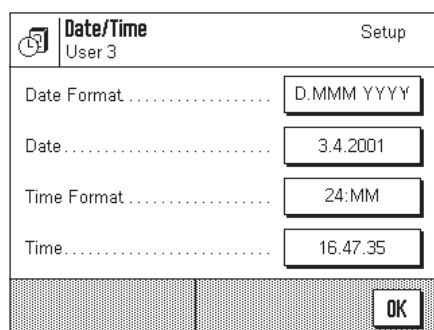 Date/Time Setup
User 3
Date Format.................... D.MMM YYYY
Date............................ 3.4.2001
Time Format................... 24:MM
Time............................ 16.47.35
OK